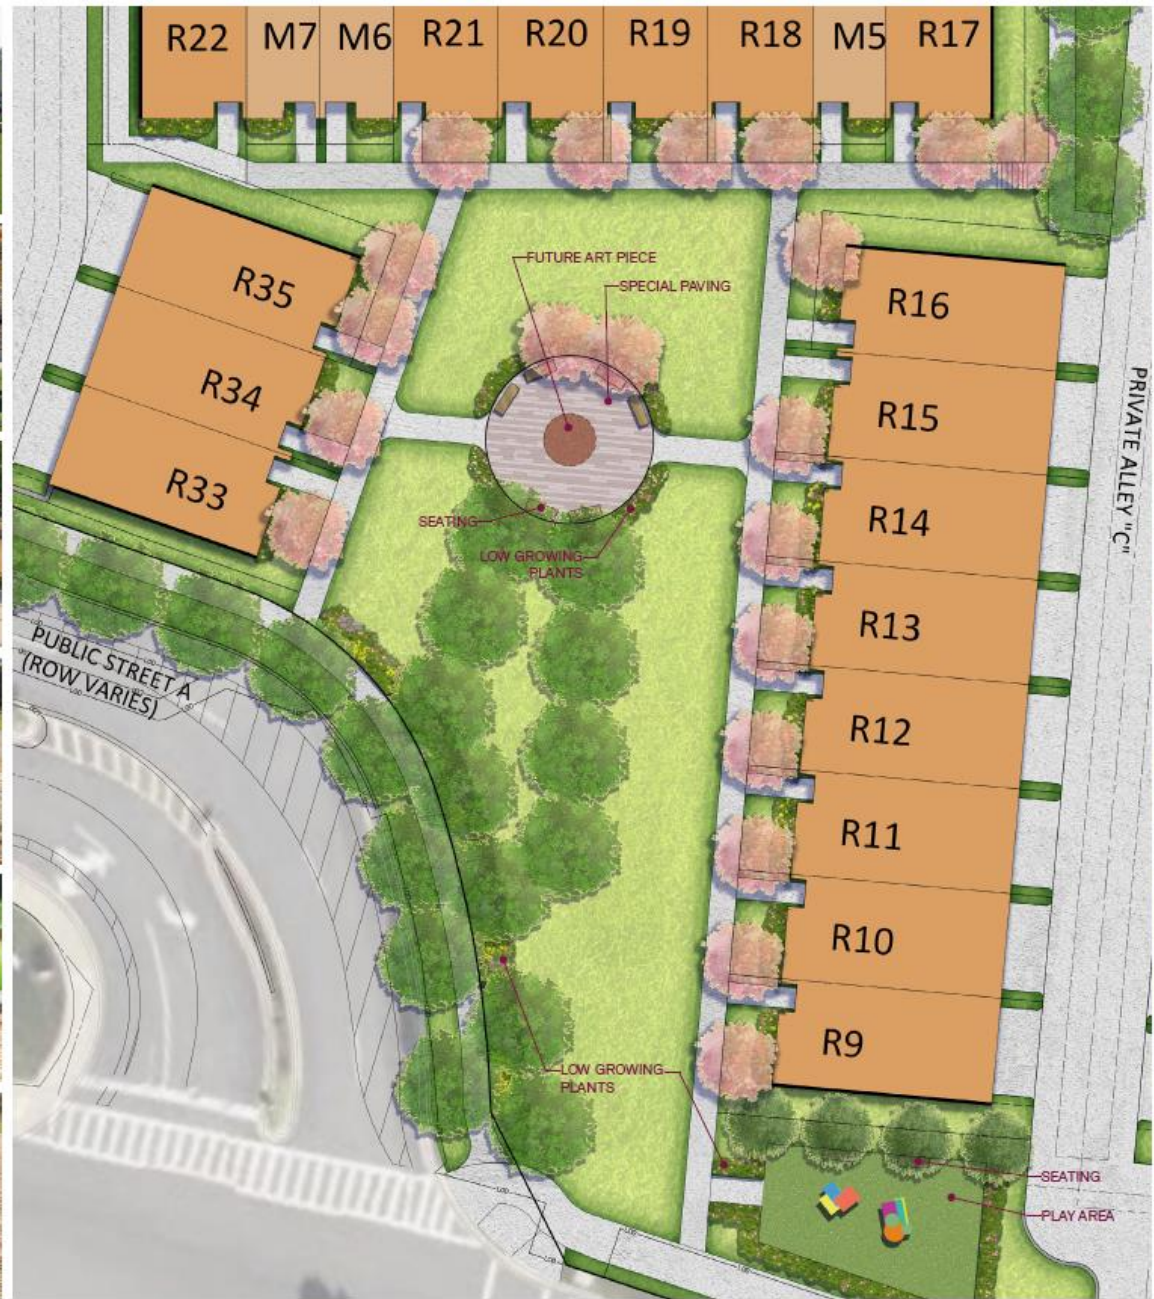 R22 M7 M6 R21 R20 R19 R18 M5 R17
FUTURE ART PIECE
SPECIAL PAVING
R35
R34
R33
R16
R15
R14
R13
R12
R11
R10
R9
PRIVATE ALLEY "C"
SEATING
LOW GROWING
PLANTS
PUBLIC STREET A
(ROW VARIES)
LOW GROWING
PLANTS
SEATING
PLAY AREA